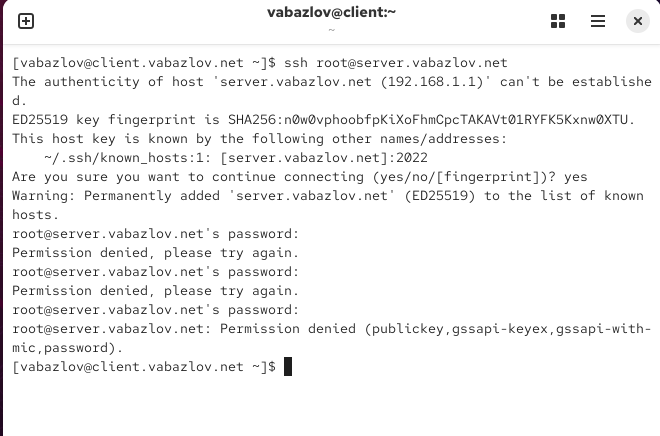 vabazlov@client:~
~
[vabazlov@client.vabazlov.net ~]$ ssh root@server.vabazlov.net
The authenticity of host 'server.vabazlov.net (192.168.1.1)' can't be establishe
d.
ED25519 key fingerprint is SHA256:n0w0vphoobfpKiXoFhmCpcTAKAVt01RYFK5Kxnw0XTU.
This host key is known by the following other names/addresses:
    ~/.ssh/known_hosts:1: [server.vabazlov.net]:2022
Are you sure you want to continue connecting (yes/no/[fingerprint])? yes
Warning: Permanently added 'server.vabazlov.net' (ED25519) to the list of known
hosts.
root@server.vabazlov.net's password:
Permission denied, please try again.
root@server.vabazlov.net's password:
Permission denied, please try again.
root@server.vabazlov.net's password:
root@server.vabazlov.net: Permission denied (publickey,gssapi-keyex,gssapi-with-
mic,password).
[vabazlov@client.vabazlov.net ~]$